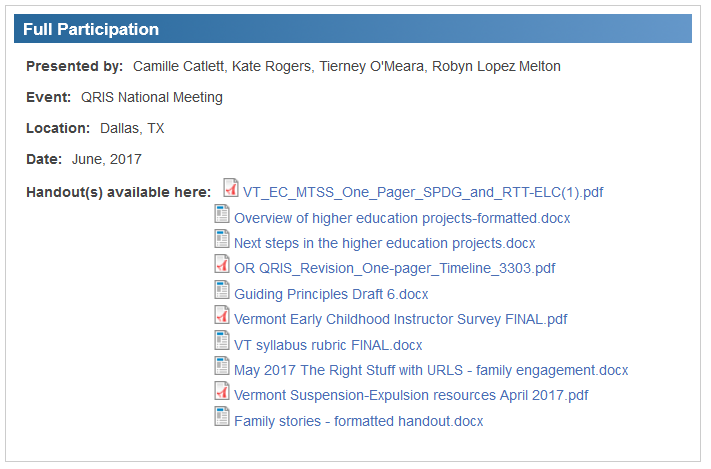 Full Participation
Presented by: Camille Catlett, Kate Rogers, Tierney O'Meara, Robyn Lopez Melton
Event: QRIS National Meeting
Location: Dallas, TX
Date: June, 2017
Handout(s) available here: VT_EC_MTSS_One_Pager_SPDG_and_RTT-ELC(1).pdf
Overview of higher education projects-formatted.docx
Next steps in the higher education projects.docx
OR QRIS_Revision_One-pager_Timeline_3303.pdf
Guiding Principles Draft 6.docx
Vermont Early Childhood Instructor Survey FINAL.pdf
VT syllabus rubric FINAL.docx
May 2017 The Right Stuff with URLS - family engagement.docx
Vermont Suspension-Expulsion resources April 2017.pdf
Family stories - formatted handout.docx